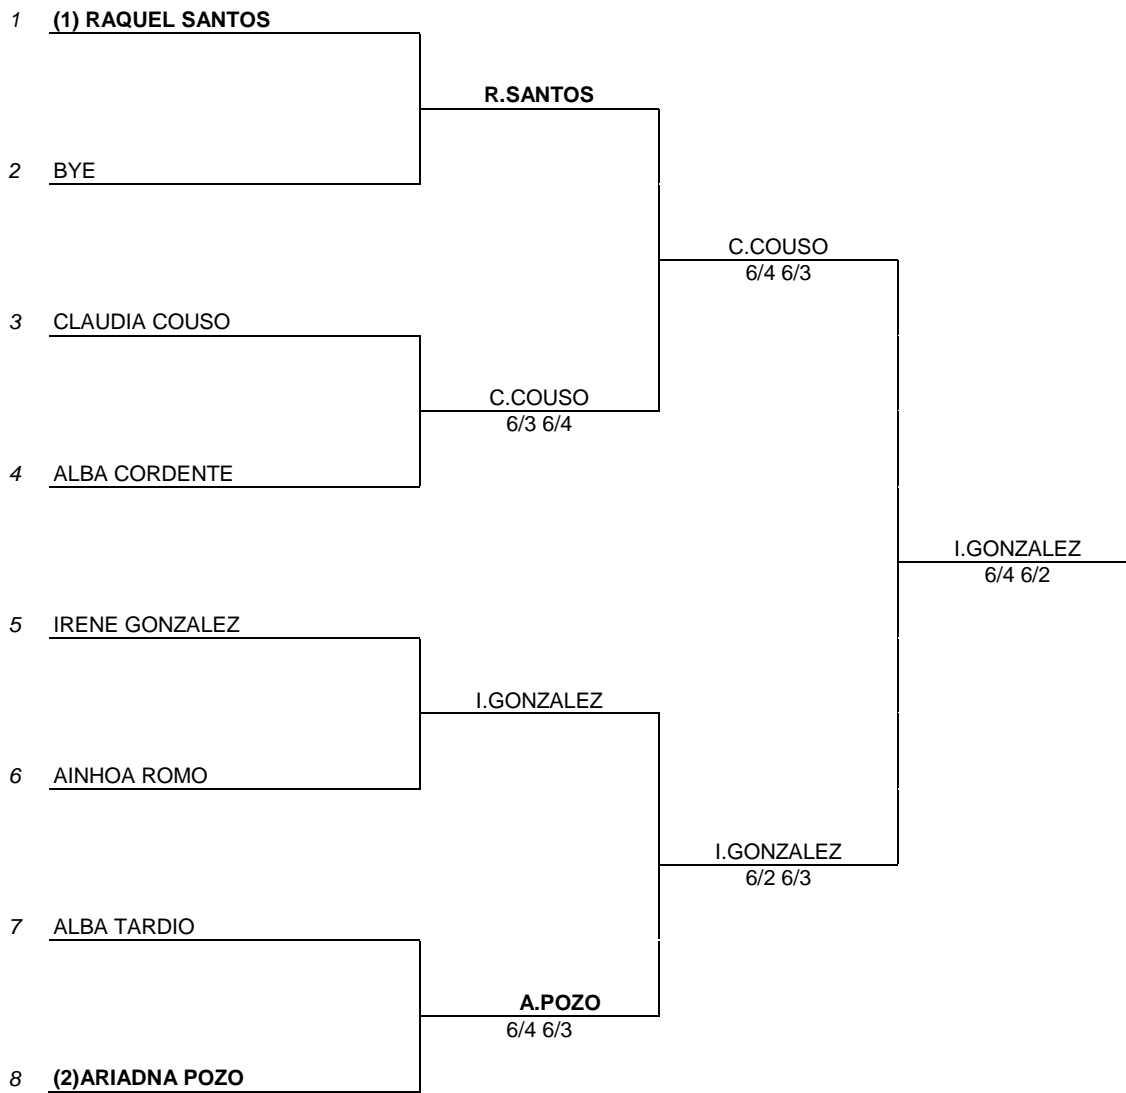 1 (1) RAQUEL SANTOS
R.SANTOS
2 BYE
C.COUSO
6/4 6/3
3 CLAUDIA COUSO
C.COUSO
6/3 6/4
4 ALBA CORDENTE
I.GONZALEZ
6/4 6/2
5 IRENE GONZALEZ
I.GONZALEZ
6 AINHOA ROMO
I.GONZALEZ
6/2 6/3
7 ALBA TARDIO
A.POZO
6/4 6/3
8 (2)ARIADNA POZO